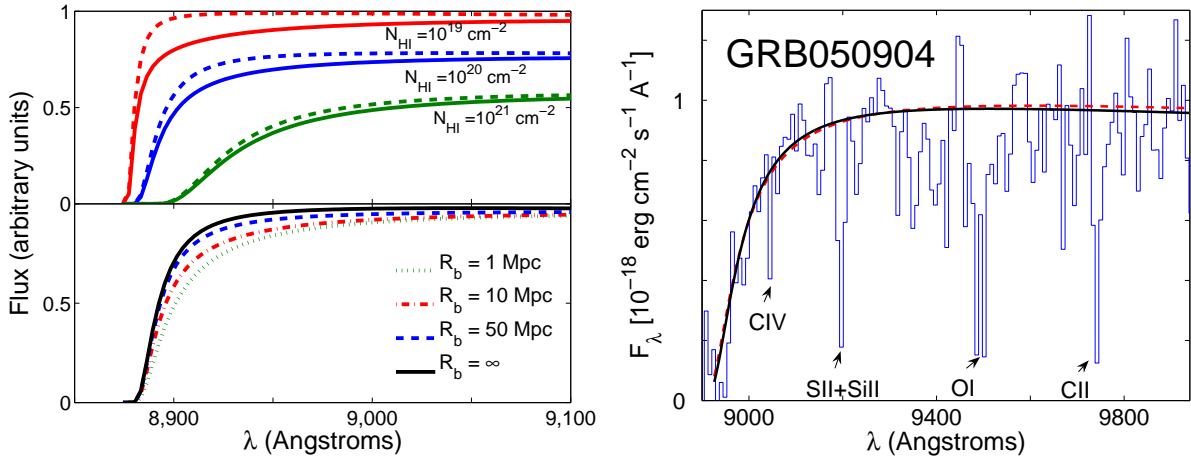 1
0.5
0
N_HI=10^19 cm^−2
N_HI=10^20 cm^−2
N_HI=10^21 cm^−2
Flux (arbitrary units)
0.5
0
R_b = 1 Mpc
R_b = 10 Mpc
R_b = 50 Mpc
R_b = ∞
8,900
9,000
9,100
λ (Angstroms)
GRB050904
1
0
F_λ [10^−18 erg cm^−2 s^−1 A^−1]
CIV
SII+SiII
OI
CII
9000
9400
9800
λ (Angstroms)